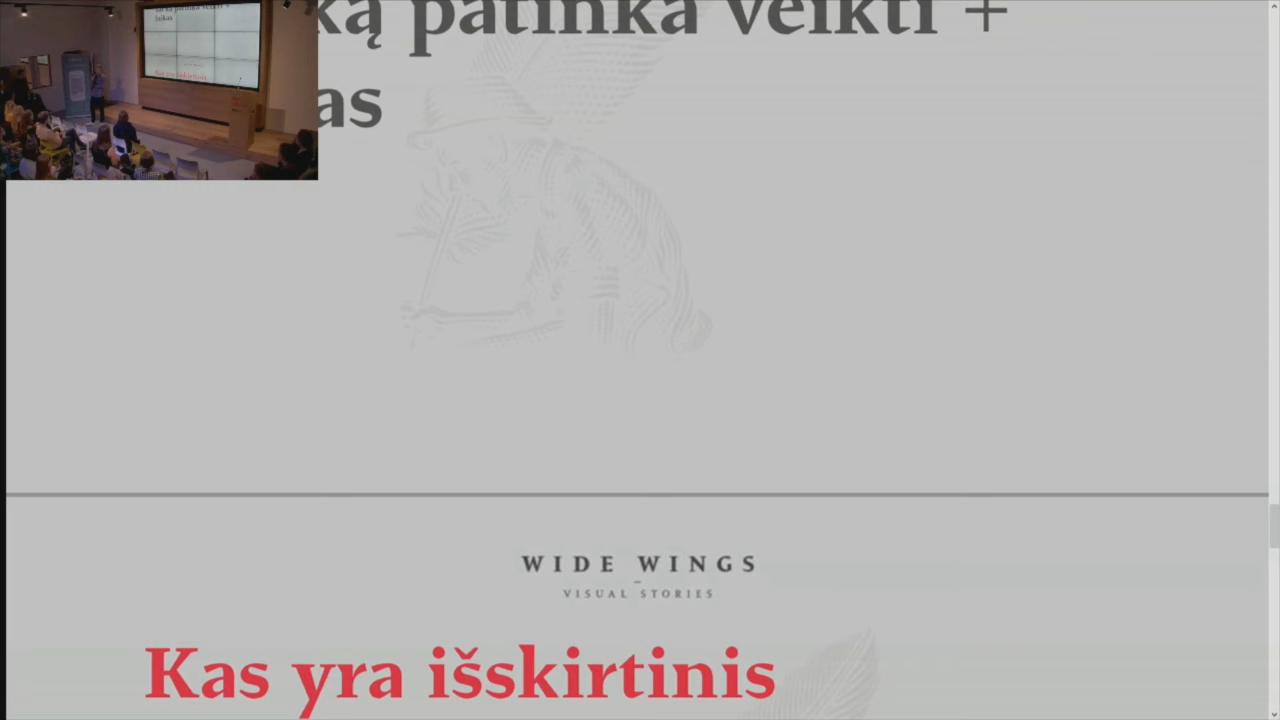 ką patinka veikti +
as
WIDE WINGS
VISUAL STORIES
Kas yra išskirtinis